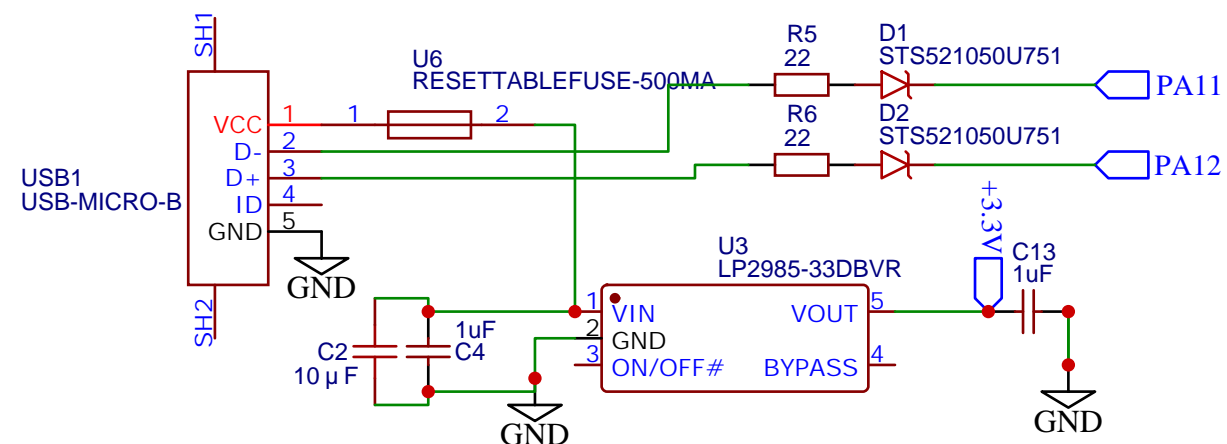 SH1
U6
RESETTABLEFUSE-500MA
R5
22
D1
STS521050U751
PA11
VCC 1 1 2
R6
22
D2
STS521050U751
D- 2
D+ 3
PA12
USB1
USB-MICRO-B
ID 4
GND 5
GND
+3.3V
U3
LP2985-33DBVR
C13
1uF
SH2
1 VIN VOUT 5
2 GND
3 ON/OFF# BYPASS 4
1uF
C4
C2
10µF
GND
GND